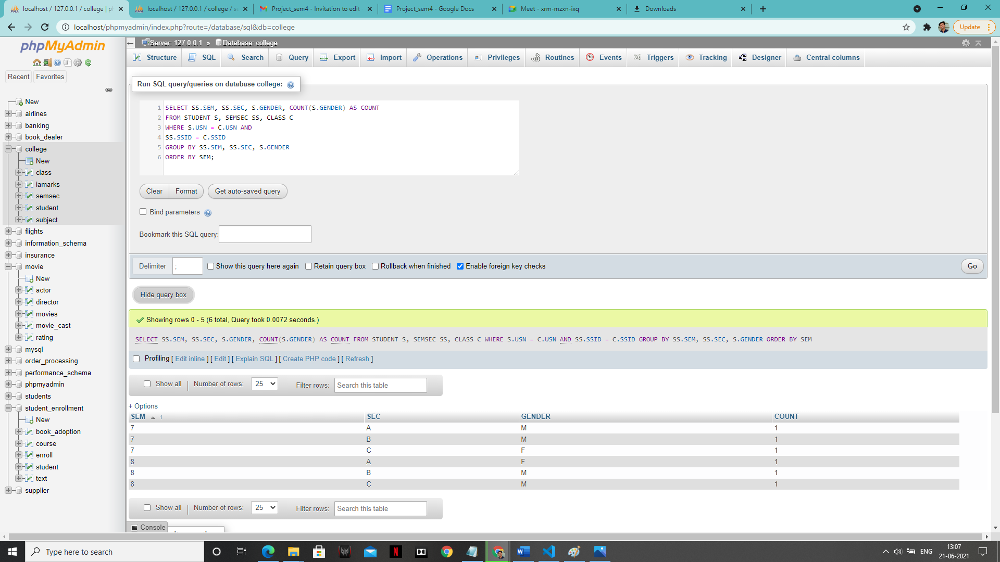 localhost / 127.0.0.1 / college | pl
localhost / 127.0.0.1 / college / se
Project_sem4 - Invitation to edit
Project_sem4 - Google Docs
Meet - xrm-mzxn-ixq
Downloads
localhost/phpmyadmin/index.php?route=/database/sql&db=college
Update
phpMyAdmin
Recent Favorites
New
airlines
banking
book_dealer
college
New
class
iamarks
semsec
student
subject
flights
information_schema
insurance
movie
New
actor
director
movies
movie_cast
rating
mysql
order_processing
performance_schema
phpmyadmin
students
student_enrollment
New
book_adoption
course
enroll
student
text
supplier
Server: 127.0.0.1 » Database: college
Structure SQL Search Query Export Import Operations Privileges Routines Events Triggers Tracking Designer Central columns
Run SQL query/queries on database college:
1 SELECT SS.SEM, SS.SEC, S.GENDER, COUNT(S.GENDER) AS COUNT
2 FROM STUDENT S, SEMSEC SS, CLASS C
3 WHERE S.USN = C.USN AND
4 SS.SSID = C.SSID
5 GROUP BY SS.SEM, SS.SEC, S.GENDER
6 ORDER BY SEM;
Clear Format Get auto-saved query
Bind parameters
Bookmark this SQL query:
Delimiter ; Show this query here again Retain query box Rollback when finished Enable foreign key checks Go
Hide query box
Showing rows 0 - 5 (6 total, Query took 0.0072 seconds.)
SELECT SS.SEM, SS.SEC, S.GENDER, COUNT(S.GENDER) AS COUNT FROM STUDENT S, SEMSEC SS, CLASS C WHERE S.USN = C.USN AND SS.SSID = C.SSID GROUP BY SS.SEM, SS.SEC, S.GENDER ORDER BY SEM
Profiling [ Edit inline ] [ Edit ] [ Explain SQL ] [ Create PHP code ] [ Refresh ]
Show all | Number of rows: 25 Filter rows: Search this table
+ Options
SEM 1 SEC GENDER COUNT
7 A M 1
7 B M 1
7 C F 1
8 A F 1
8 B M 1
8 C M 1
Show all | Number of rows: 25 Filter rows: Search this table
Console
Type here to search
ENG
13:07
21-06-2021